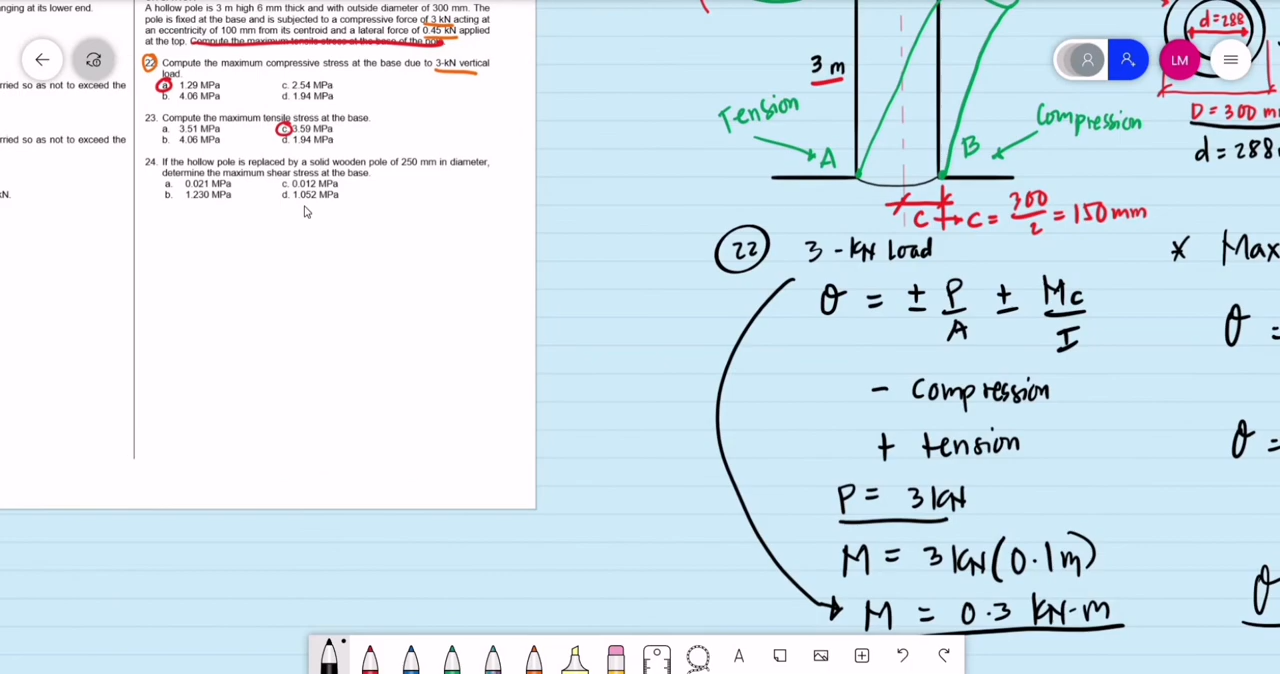 nging at its lower end.
rried so as not to exceed the
rried so as not to exceed the
kN.
A hollow pole is 3 m high 6 mm thick and with outside diameter of 300 mm. The
pole is fixed at the base and is subjected to a compressive force of 3 kN acting at
an eccentricity of 100 mm from its centroid and a lateral force of 0.45 kN applied
at the top. Compute the maximum tensile stress at the base of the pole.
22. Compute the maximum compressive stress at the base due to 3-kN vertical
load.
a. 1.29 MPa c. 2.54 MPa
b. 4.06 MPa d. 1.94 MPa
23. Compute the maximum tensile stress at the base.
a. 3.51 MPa c. 3.59 MPa
b. 4.06 MPa d. 1.94 MPa
24. If the hollow pole is replaced by a solid wooden pole of 250 mm in diameter,
determine the maximum shear stress at the base.
a. 0.021 MPa c. 0.012 MPa
b. 1.230 MPa d. 1.052 MPa
3 m
Tension
A
B
Compression
C
C = 300/2 = 150 mm
d=288
D = 300 m
d = 288
LM
22 3-kN Load
σ = ± P/A ± Mc/I
- Compression
+ tension
P = 3 kN
M = 3 kN (0.1m)
M = 0.3 kN-m
* Max
σ =
σ =
σ
A